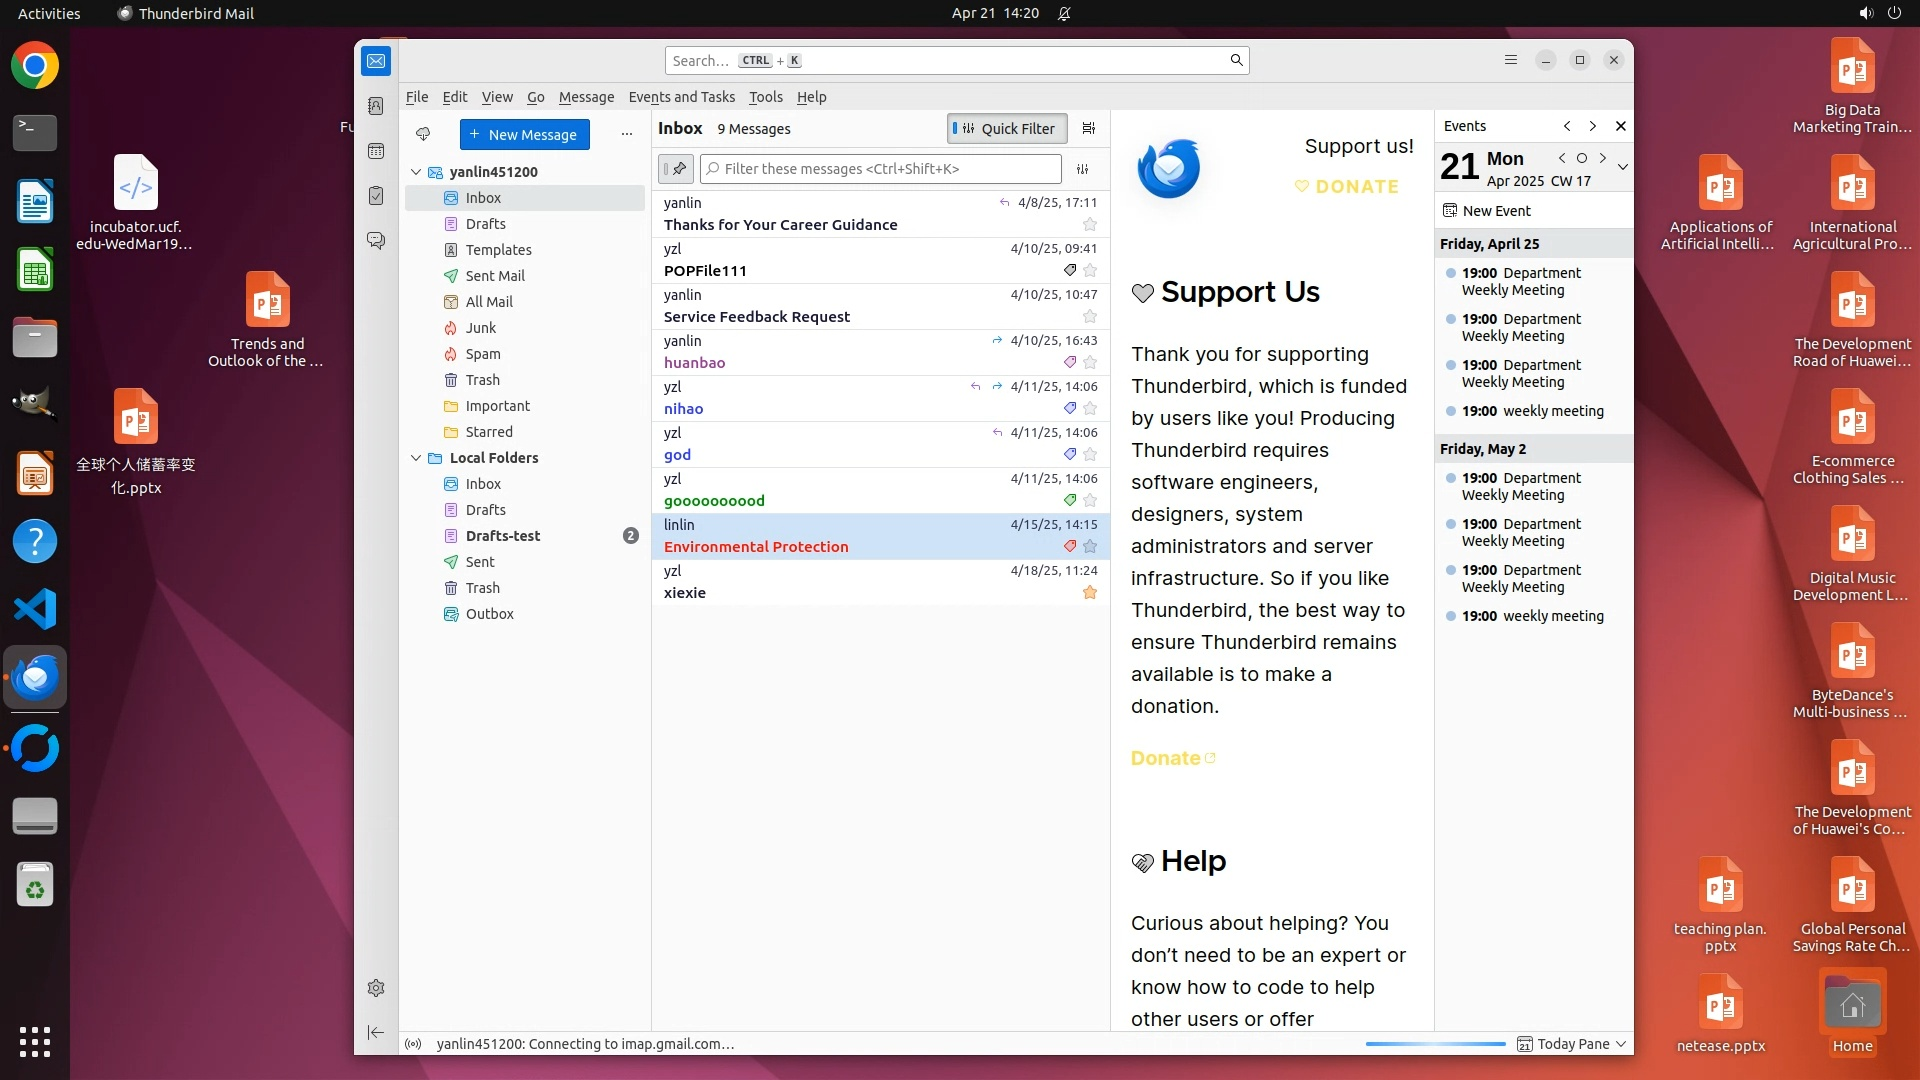 Activities
Thunderbird Mail
Apr 21 14:20
Search… CTRL + K
File Edit View Go Message Events and Tasks Tools Help
New Message
yanlin451200
Inbox
Drafts
Templates
Sent Mail
All Mail
Junk
Spam
Trash
Important
Starred
Local Folders
Inbox
Drafts
Drafts-test 2
Sent
Trash
Outbox
Inbox 9 Messages
Quick Filter
Filter these messages <Ctrl+Shift+K>
yanlin 4/8/25, 17:11
Thanks for Your Career Guidance
yzl 4/10/25, 09:41
POPFile111
yanlin 4/10/25, 10:47
Service Feedback Request
yanlin 4/10/25, 16:43
huanbao
yzl 4/11/25, 14:06
nihao
yzl 4/11/25, 14:06
god
yzl 4/11/25, 14:06
goooooooood
linlin 4/15/25, 14:15
Environmental Protection
yzl 4/18/25, 11:24
xiexie
Support us!
DONATE
Support Us
Thank you for supporting
Thunderbird, which is funded
by users like you! Producing
Thunderbird requires
software engineers,
designers, system
administrators and server
infrastructure. So if you like
Thunderbird, the best way to
ensure Thunderbird remains
available is to make a
donation.
Donate
Help
Curious about helping? You
don't need to be an expert or
know how to code to help
other users or offer
Events
21 Mon
Apr 2025 CW 17
New Event
Friday, April 25
19:00 Department
Weekly Meeting
19:00 Department
Weekly Meeting
19:00 Department
Weekly Meeting
19:00 weekly meeting
Friday, May 2
19:00 Department
Weekly Meeting
19:00 Department
Weekly Meeting
19:00 Department
Weekly Meeting
19:00 weekly meeting
yanlin451200: Connecting to imap.gmail.com…
21 Today Pane
incubator.ucf.
edu-WedMar19…
Fu
Trends and
Outlook of the …
全球个人储蓄率变
化.pptx
Big Data
Marketing Train…
Applications of
Artificial Intelli…
International
Agricultural Pro…
The Development
Road of Huawei…
E-commerce
Clothing Sales …
Digital Music
Development L…
ByteDance's
Multi-business …
The Development
of Huawei's Co…
teaching plan.
pptx
Global Personal
Savings Rate Ch…
netease.pptx
Home